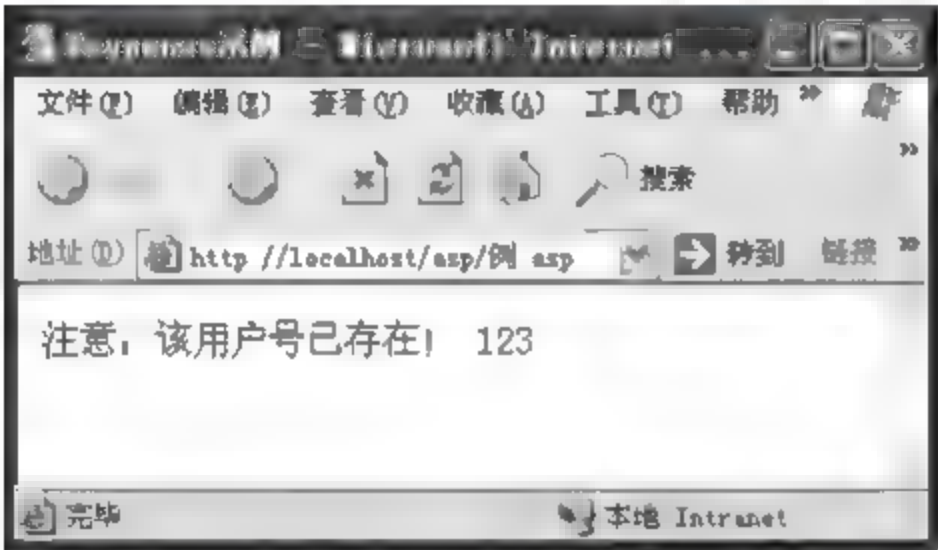 Microsoft Internet ...
文件(F) 编辑(E) 查看(V) 收藏(A) 工具(T) 帮助 »
搜索 »
地址(D) http //localhost/asp/例 asp 转到 链接 »
注意，该用户号已存在！ 123
完毕 本地 Intranet